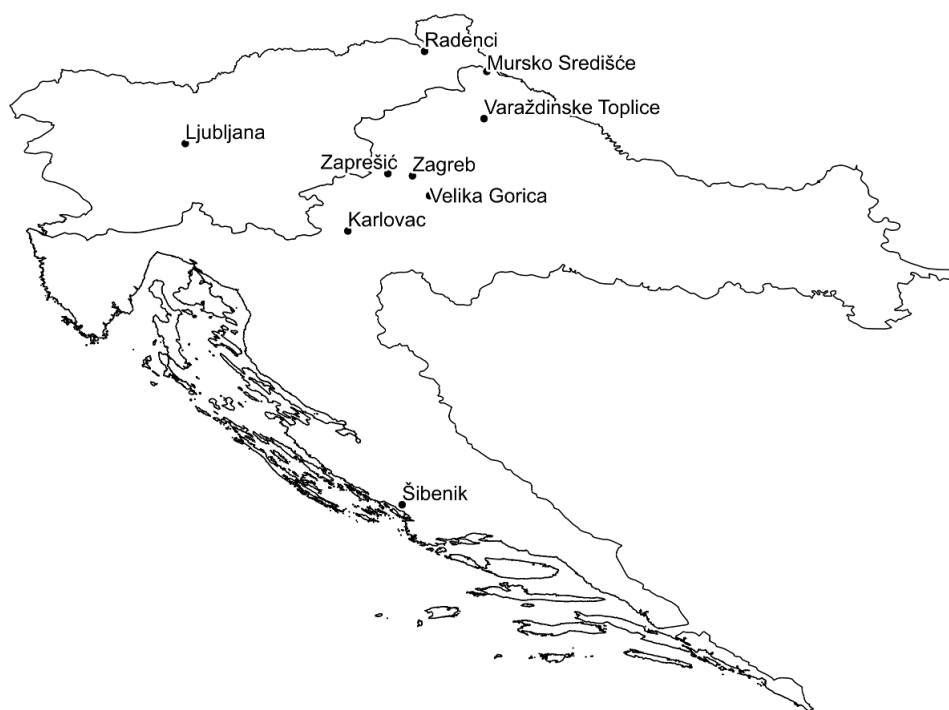 Radenci
Mursko Središće
Varaždinske Toplice
Ljubljana
Zaprešić
Zagreb
Velika Gorica
Karlovac
Šibenik